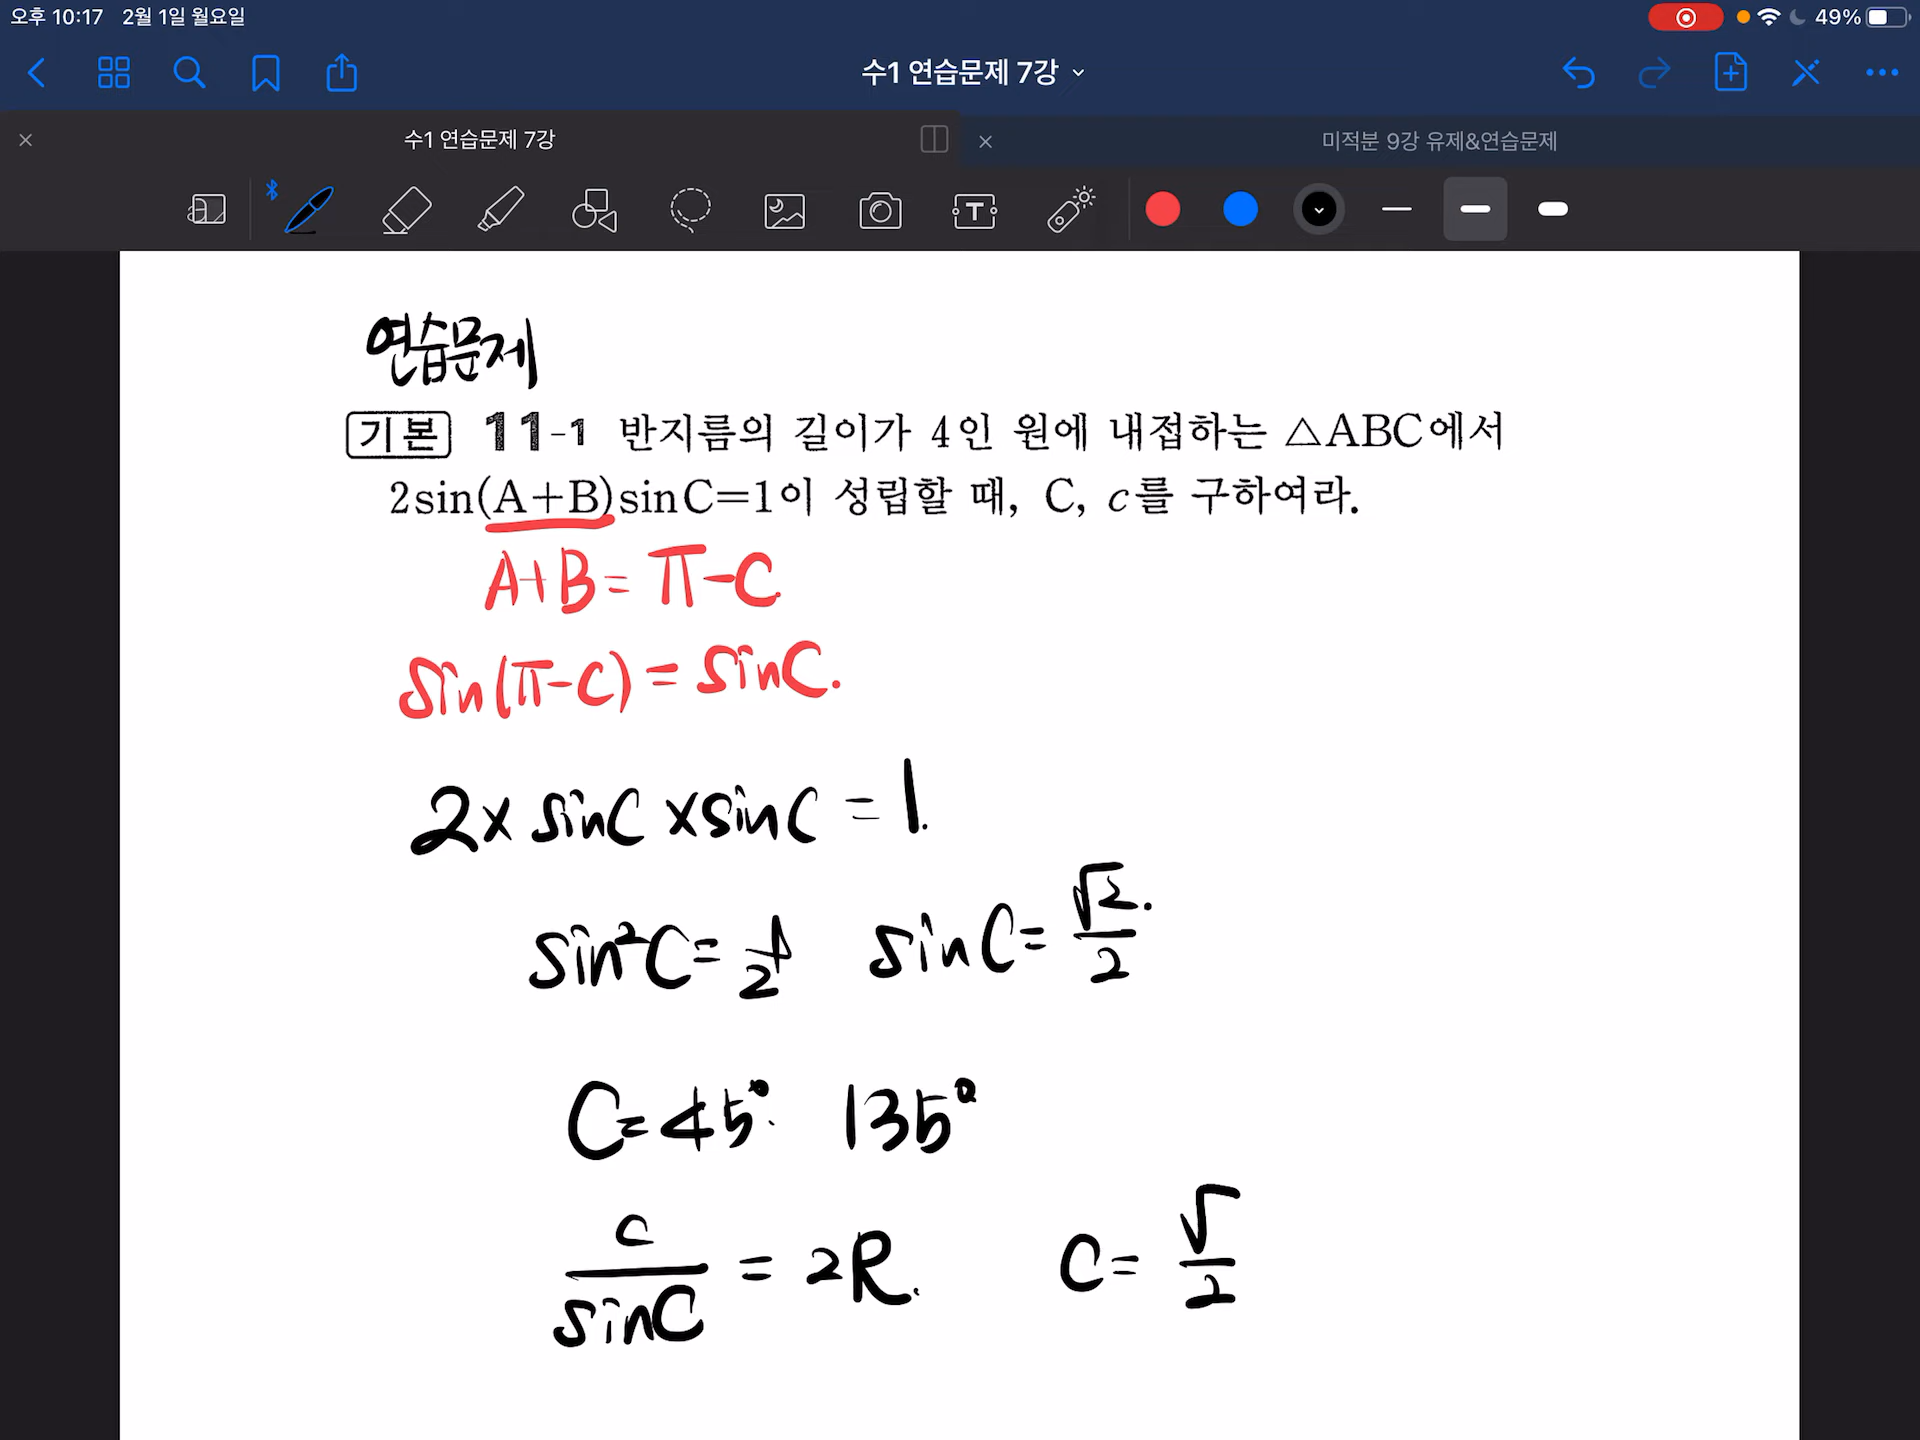 오후 10:17 2월 1일 월요일 49%
수1 연습문제 7강
수1 연습문제 7강 미적분 9강 유제&연습문제
연습문제
기본 11-1 반지름의 길이가 4인 원에 내접하는 △ABC에서
2sin(A+B)sinC=1이 성립할 때, C, c를 구하여라.
A+B= π-C
sin(π-C) = sinC.
2× sinC ×sinC = 1.
sin²C= 1/2 sinC= √2/2
C=45° 135°
c/sinC = 2R. C= √/2